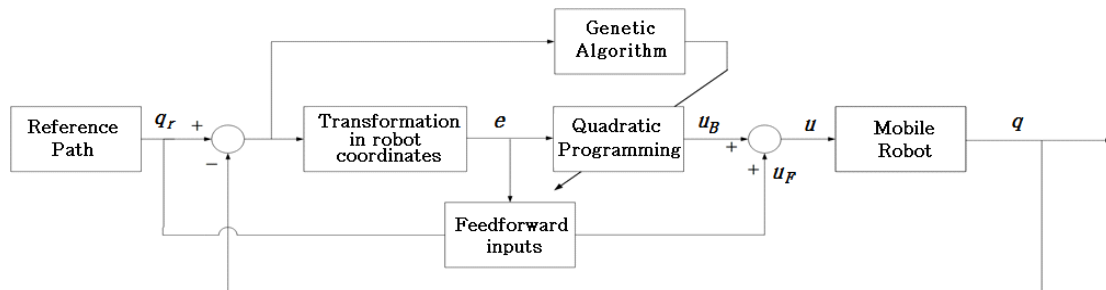 Genetic
Algorithm
Reference
Path
q_r
+
−
Transformation
in robot
coordinates
e
Quadratic
Programming
u_B
+
+
u_F
u
Mobile
Robot
q
Feedforward
inputs